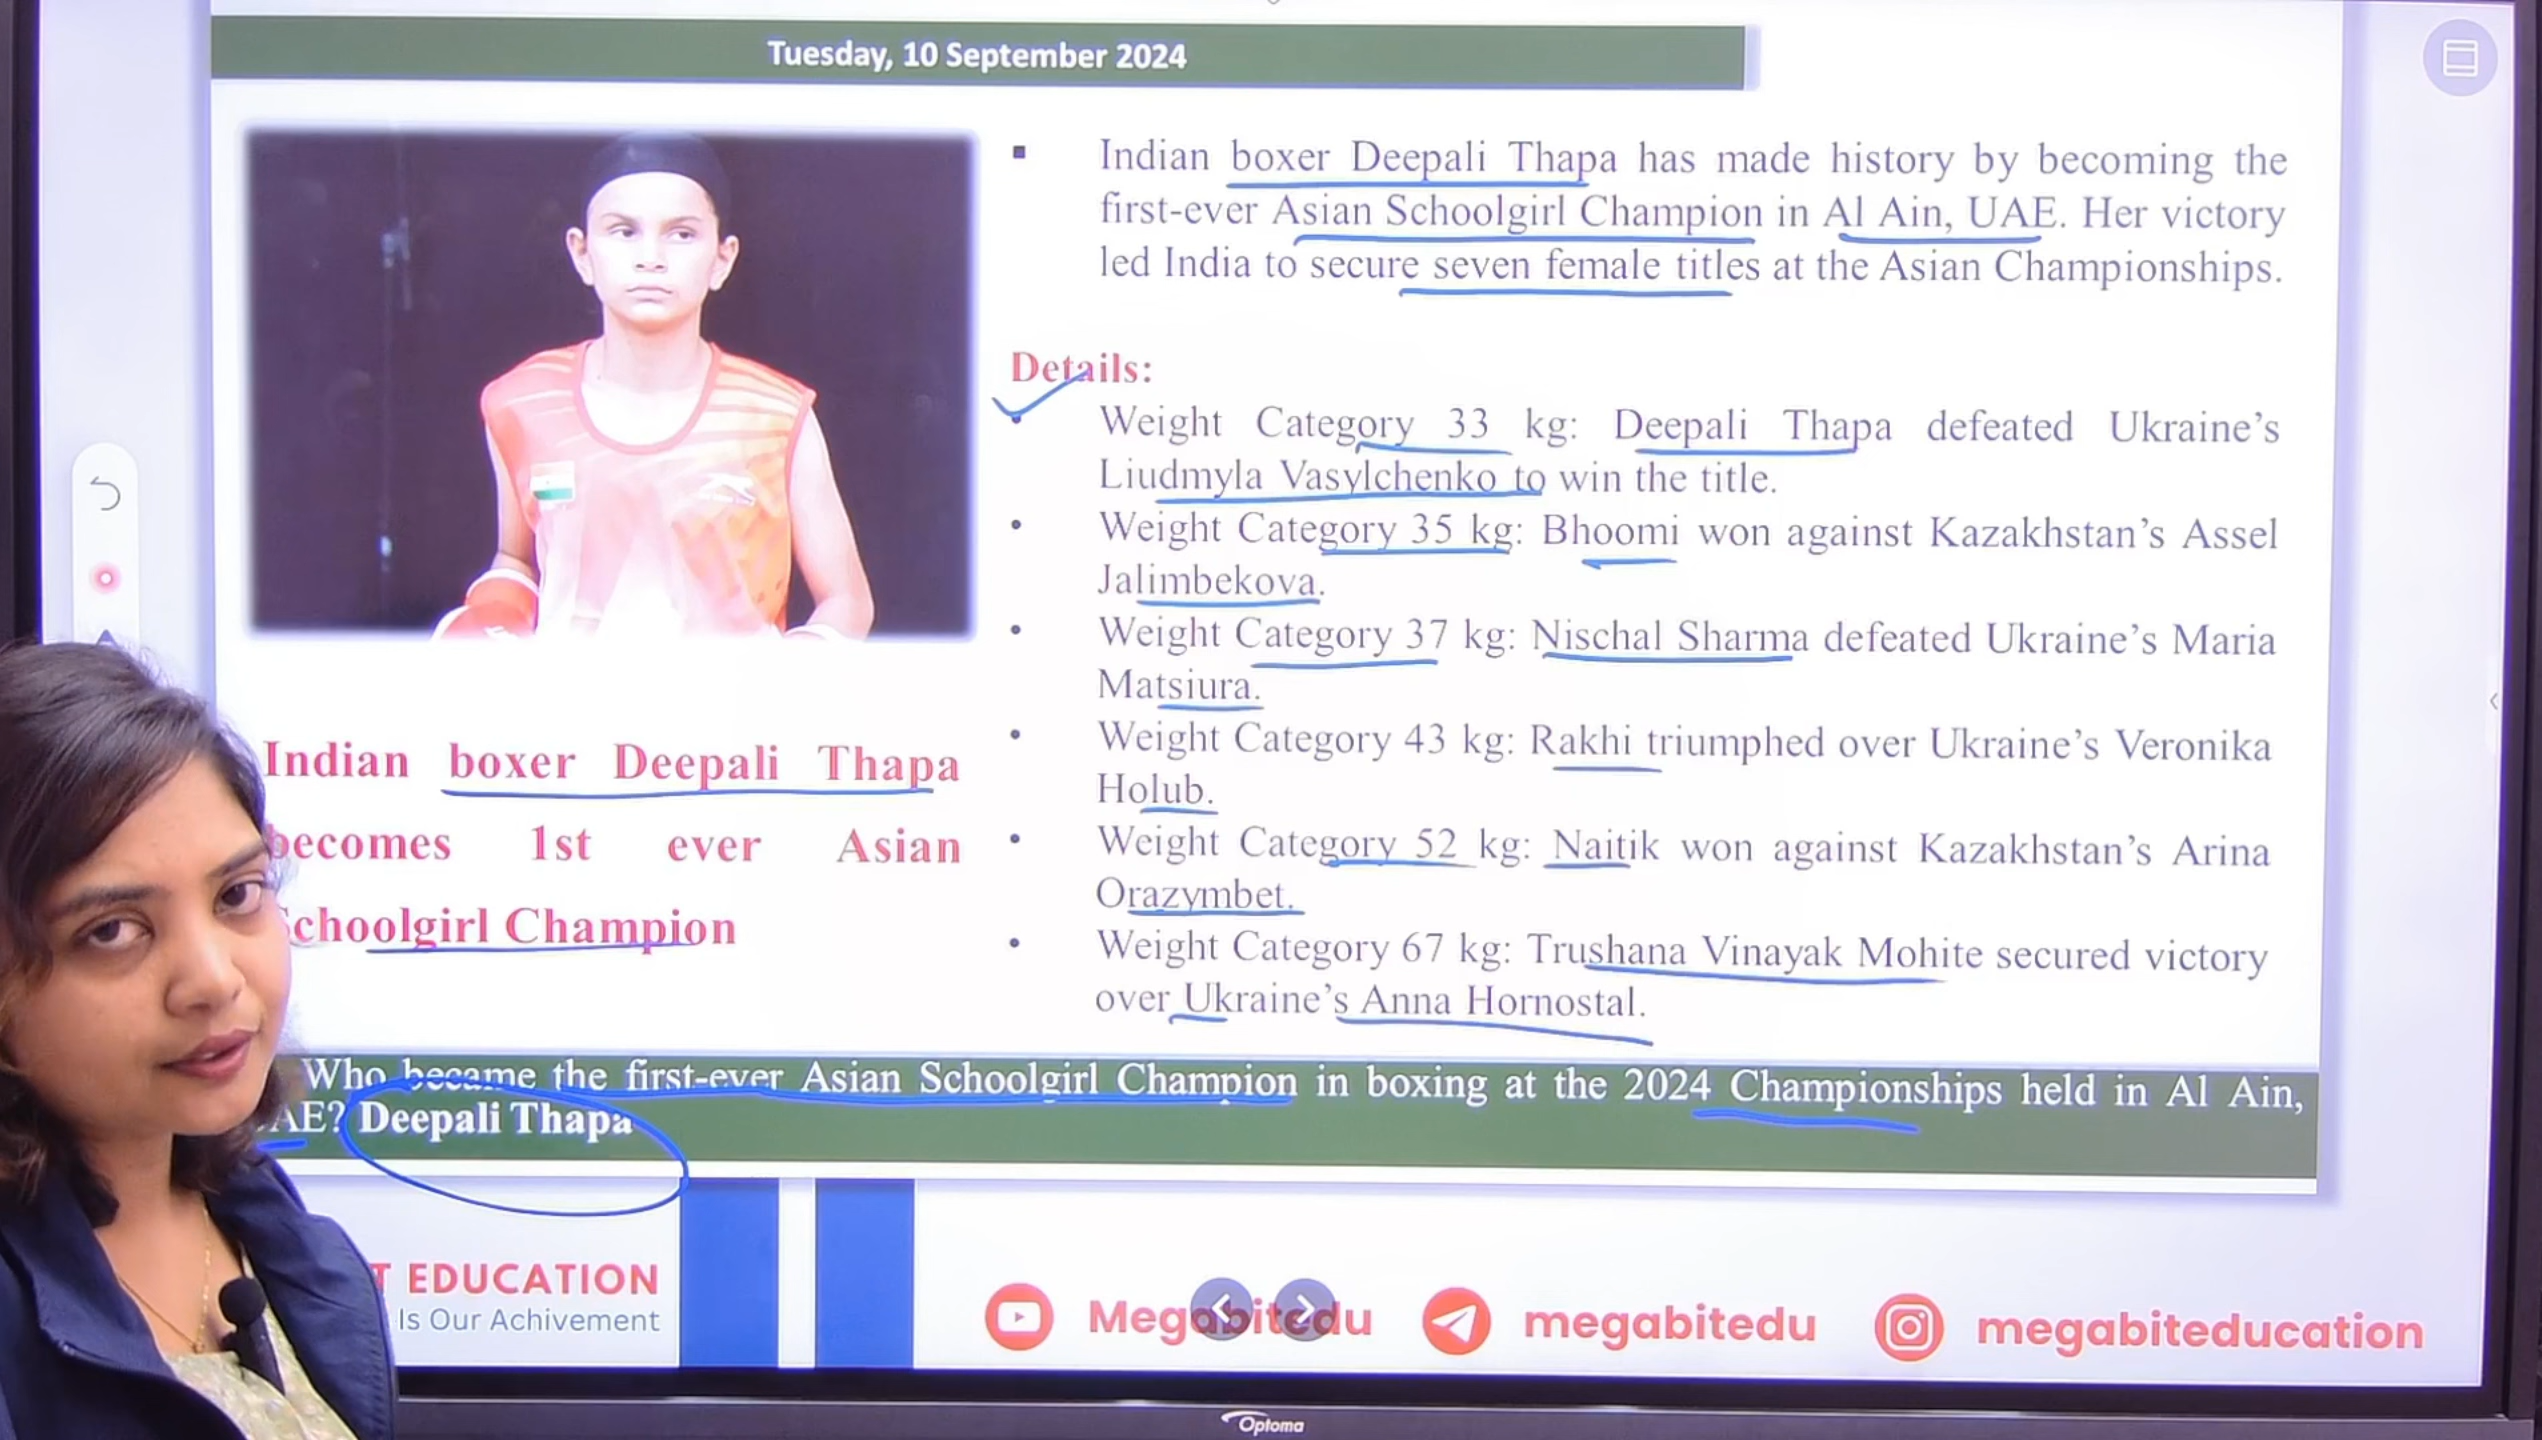 Tuesday, 10 September 2024
Indian boxer Deepali Thapa has made history by becoming the
first-ever Asian Schoolgirl Champion in Al Ain, UAE. Her victory
led India to secure seven female titles at the Asian Championships.
Details:
Weight Category 33 kg: Deepali Thapa defeated Ukraine’s
Liudmyla Vasylchenko to win the title.
Weight Category 35 kg: Bhoomi won against Kazakhstan’s Assel
Jalimbekova.
Weight Category 37 kg: Nischal Sharma defeated Ukraine’s Maria
Matsiura.
Weight Category 43 kg: Rakhi triumphed over Ukraine’s Veronika
Holub.
Weight Category 52 kg: Naitik won against Kazakhstan’s Arina
Orazymbet.
Weight Category 67 kg: Trushana Vinayak Mohite secured victory
over Ukraine’s Anna Hornostal.
Indian boxer Deepali Thapa
becomes 1st ever Asian
Schoolgirl Champion
Who became the first-ever Asian Schoolgirl Champion in boxing at the 2024 Championships held in Al Ain,
AE? Deepali Thapa
T EDUCATION
Is Our Achivement
Megabitedu
megabitedu
megabiteducation
Optoma